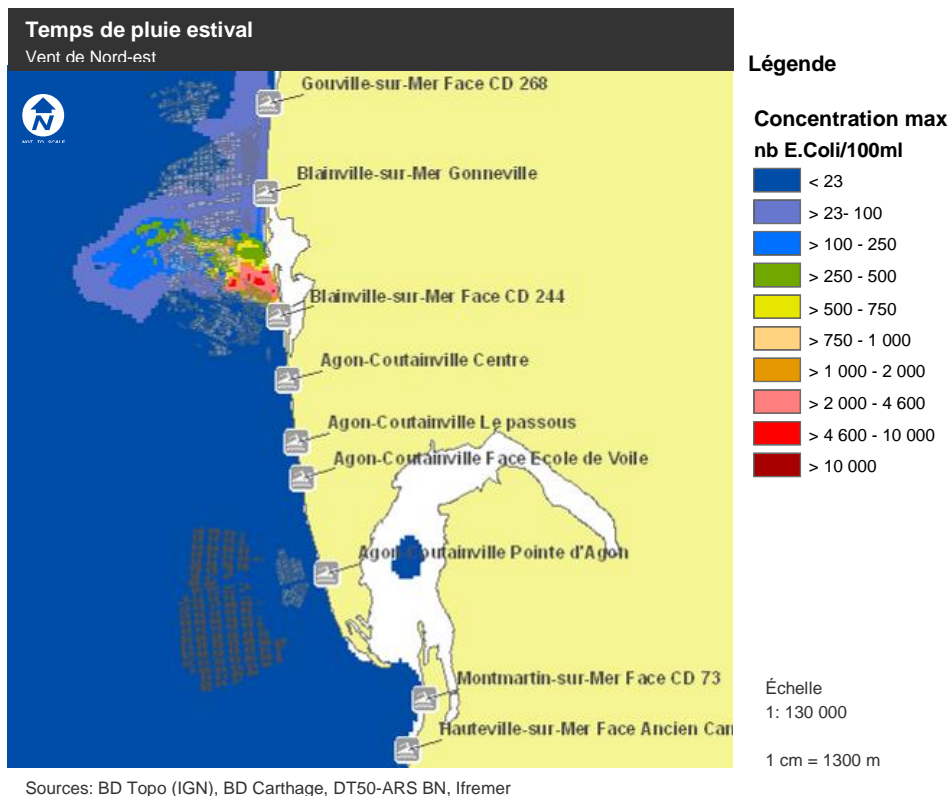 Temps de pluie estival
Vent de Nord-est
N
NOT TO SCALE
Gouville-sur-Mer Face CD 268
Blainville-sur-Mer Gonneville
Blainville-sur-Mer Face CD 244
Agon-Coutainville Centre
Agon-Coutainville Le passous
Agon-Coutainville Face Ecole de Voile
Agon-Coutainville Pointe d'Agon
Montmartin-sur-Mer Face CD 73
Hauteville-sur-Mer Face Ancien Car
Légende
Concentration max
nb E.Coli/100ml
< 23
> 23- 100
> 100 - 250
> 250 - 500
> 500 - 750
> 750 - 1 000
> 1 000 - 2 000
> 2 000 - 4 600
> 4 600 - 10 000
> 10 000
Échelle
1: 130 000
1 cm = 1300 m
Sources: BD Topo (IGN), BD Carthage, DT50-ARS BN, Ifremer